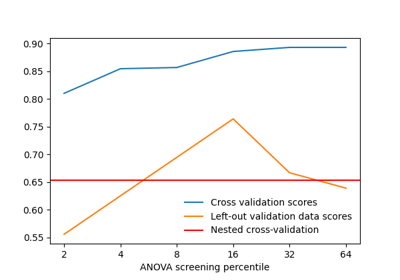 0.90
0.85
0.80
0.75
0.70
0.65
0.60
0.55
Cross validation scores
Left-out validation data scores
Nested cross-validation
2 4 8 16 32 64
ANOVA screening percentile